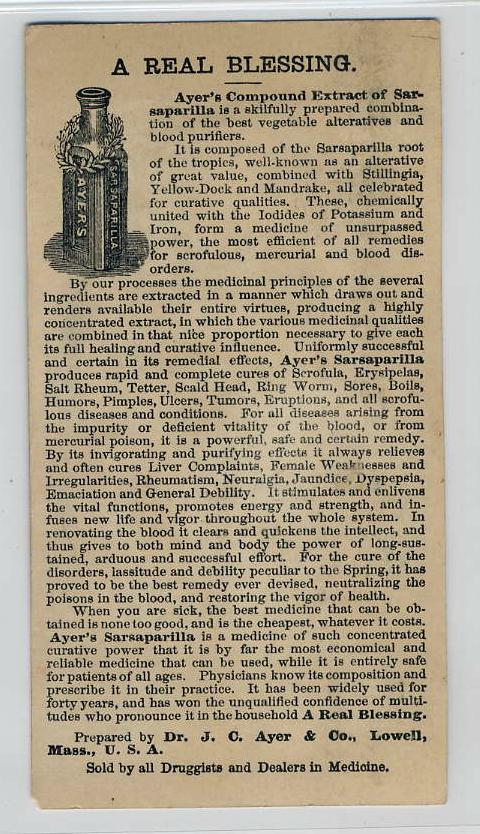 A REAL BLESSING.
Ayer's Compound Extract of Sar-
saparilla is a skilfully prepared combina-
tion of the best vegetable alteratives and
blood purifiers.
It is composed of the Sarsaparilla root
of the tropics, well-known as an alterative
of great value, combined with Stillingia,
Yellow-Dock and Mandrake, all celebrated
for curative qualities. These, chemically
united with the Iodides of Potassium and
Iron, form a medicine of unsurpassed
power, the most efficient of all remedies
for scrofulous, mercurial and blood dis-
orders.
AYER'S
SARSAPARILLA
By our processes the medicinal principles of the several
ingredients are extracted in a manner which draws out and
renders available their entire virtues, producing a highly
concentrated extract, in which the various medicinal qualities
are combined in that nice proportion necessary to give each
its full healing and curative influence. Uniformly successful
and certain in its remedial effects, Ayer's Sarsaparilla
produces rapid and complete cures of Scrofula, Erysipelas,
Salt Rheum, Tetter, Scald Head, Ring Worm, Sores, Boils,
Humors, Pimples, Ulcers, Tumors, Eruptions, and all scrofu-
lous diseases and conditions. For all diseases arising from
the impurity or deficient vitality of the blood, or from
mercurial poison, it is a powerful, safe and certain remedy.
By its invigorating and purifying effects it always relieves
and often cures Liver Complaints, Female Weaknesses and
Irregularities, Rheumatism, Neuralgia, Jaundice, Dyspepsia,
Emaciation and General Debility. It stimulates and enlivens
the vital functions, promotes energy and strength, and in-
fuses new life and vigor throughout the whole system. In
renovating the blood it clears and quickens the intellect, and
thus gives to both mind and body the power of long-sus-
tained, arduous and successful effort. For the cure of the
disorders, lassitude and debility peculiar to the Spring, it has
proved to be the best remedy ever devised, neutralizing the
poisons in the blood, and restoring the vigor of health.
When you are sick, the best medicine that can be ob-
tained is none too good, and is the cheapest, whatever it costs.
Ayer's Sarsaparilla is a medicine of such concentrated
curative power that it is by far the most economical and
reliable medicine that can be used, while it is entirely safe
for patients of all ages. Physicians know its composition and
prescribe it in their practice. It has been widely used for
forty years, and has won the unqualified confidence of multi-
tudes who pronounce it in the household A Real Blessing.
Prepared by Dr. J. C. Ayer & Co., Lowell,
Mass., U. S. A.
Sold by all Druggists and Dealers in Medicine.